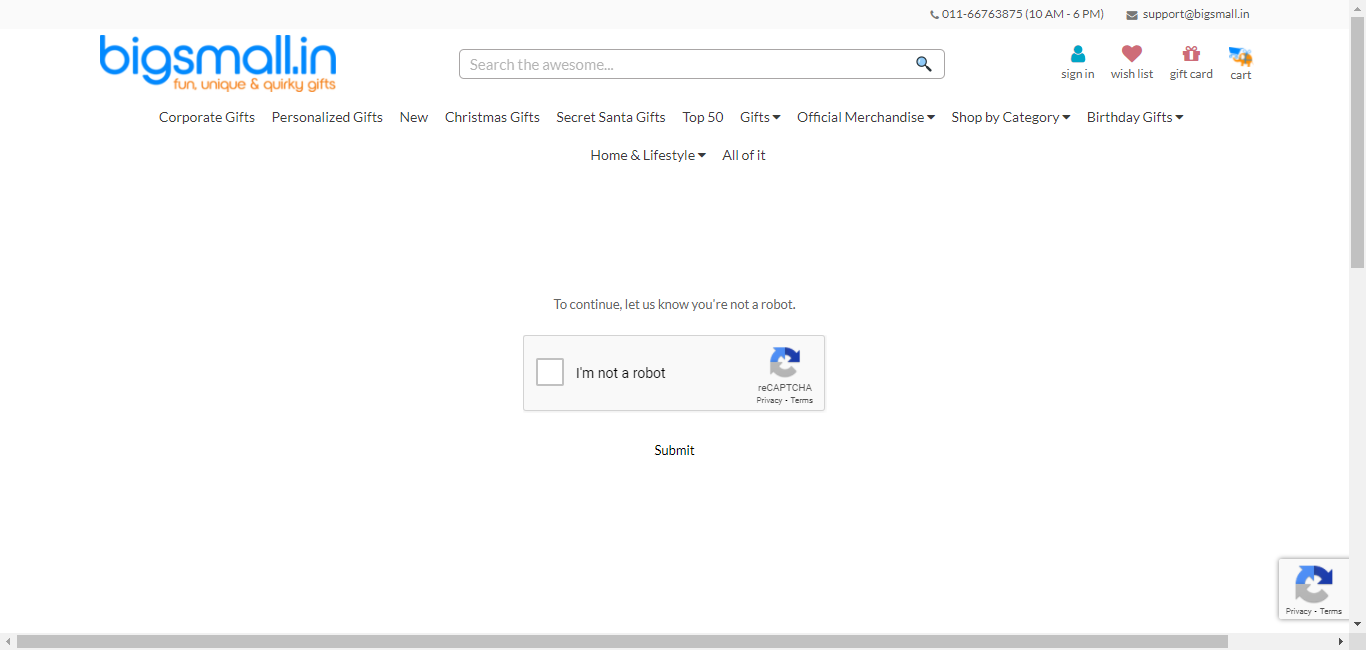 011-66763875 (10 AM - 6 PM) support@bigsmall.in
bigsmall.in
fun, unique & quirky gifts
Search the awesome...
sign in wish list gift card cart
Corporate Gifts Personalized Gifts New Christmas Gifts Secret Santa Gifts Top 50 Gifts Official Merchandise Shop by Category Birthday Gifts
Home & Lifestyle All of it
To continue, let us know you're not a robot.
I'm not a robot
reCAPTCHA
Privacy - Terms
Submit
Privacy - Terms